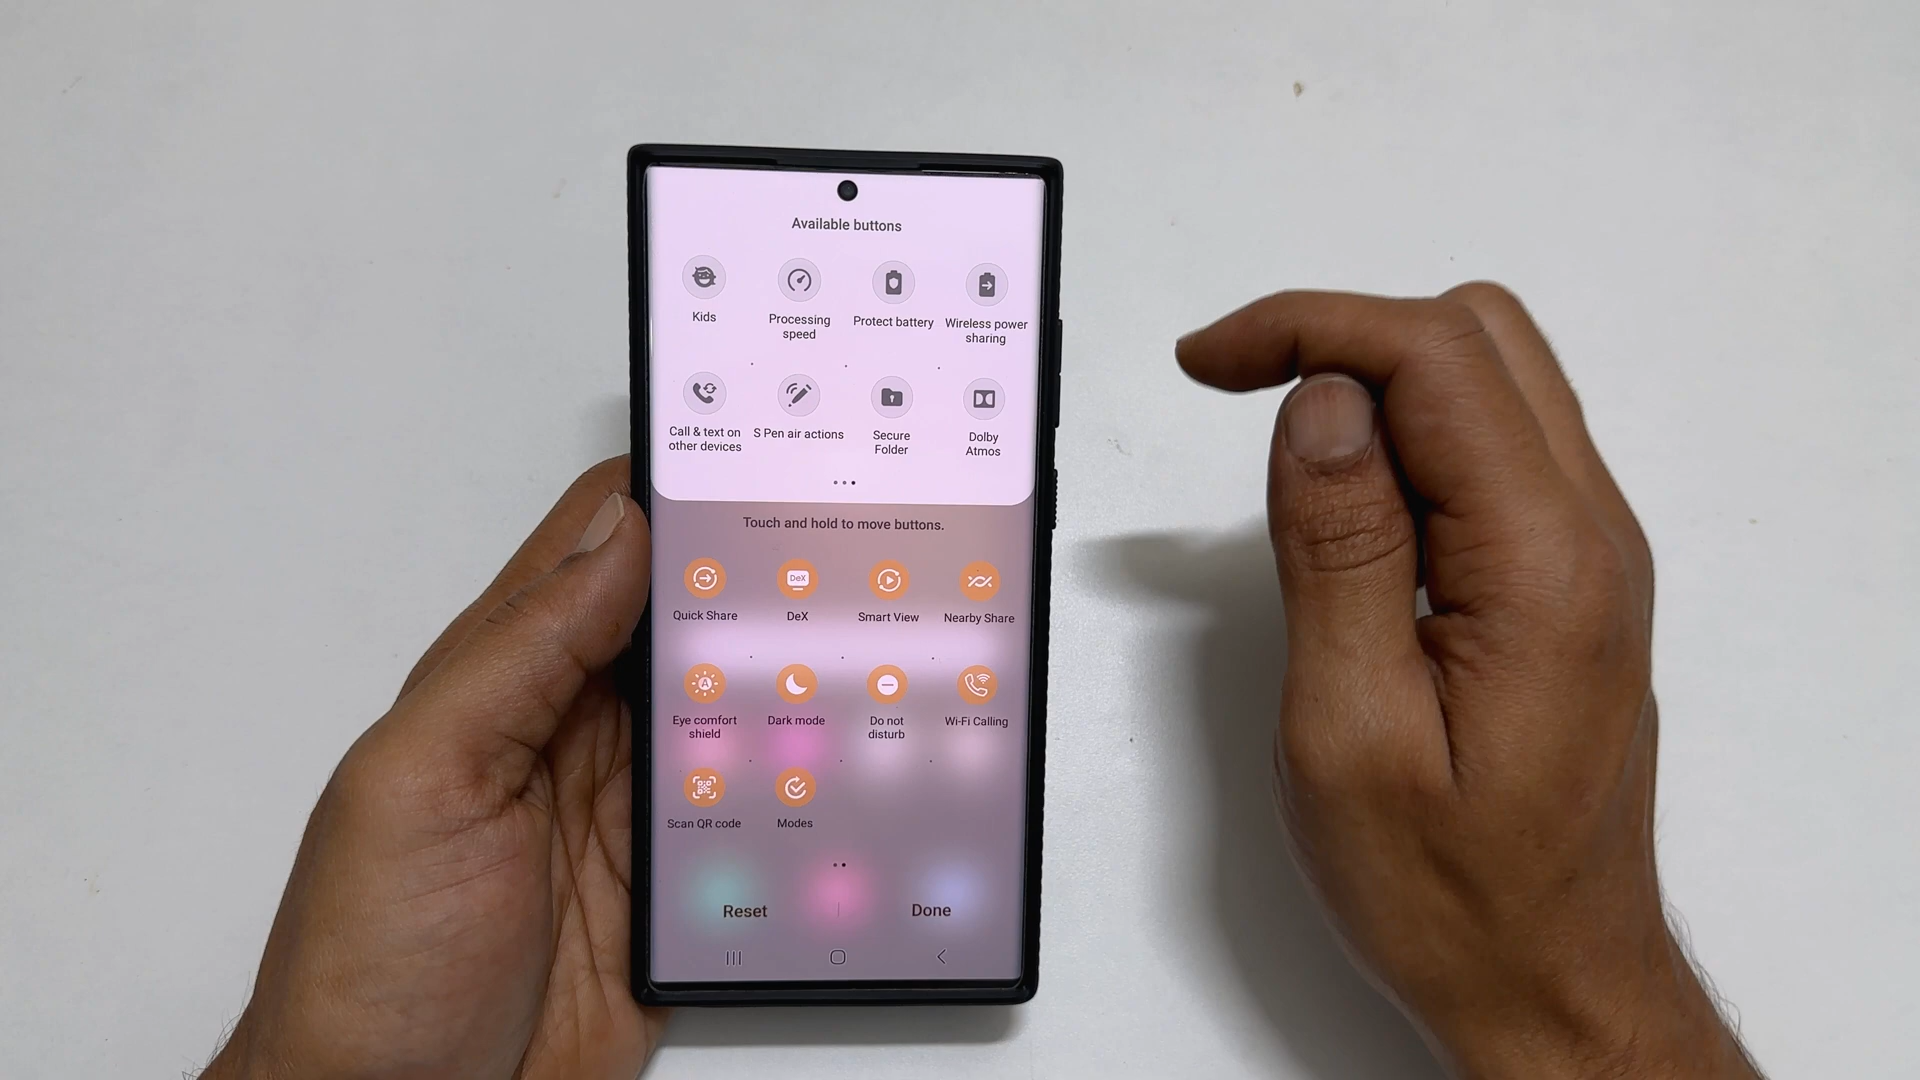 Available buttons
Kids
Processing
speed
Protect battery
Wireless power
sharing
Call & text on
other devices
S Pen air actions
Secure
Folder
Dolby
Atmos
Touch and hold to move buttons.
Quick Share
DeX
DeX
Smart View
Nearby Share
A
Eye comfort
shield
Dark mode
Do not
disturb
Wi-Fi Calling
Scan QR code
Modes
Reset
Done